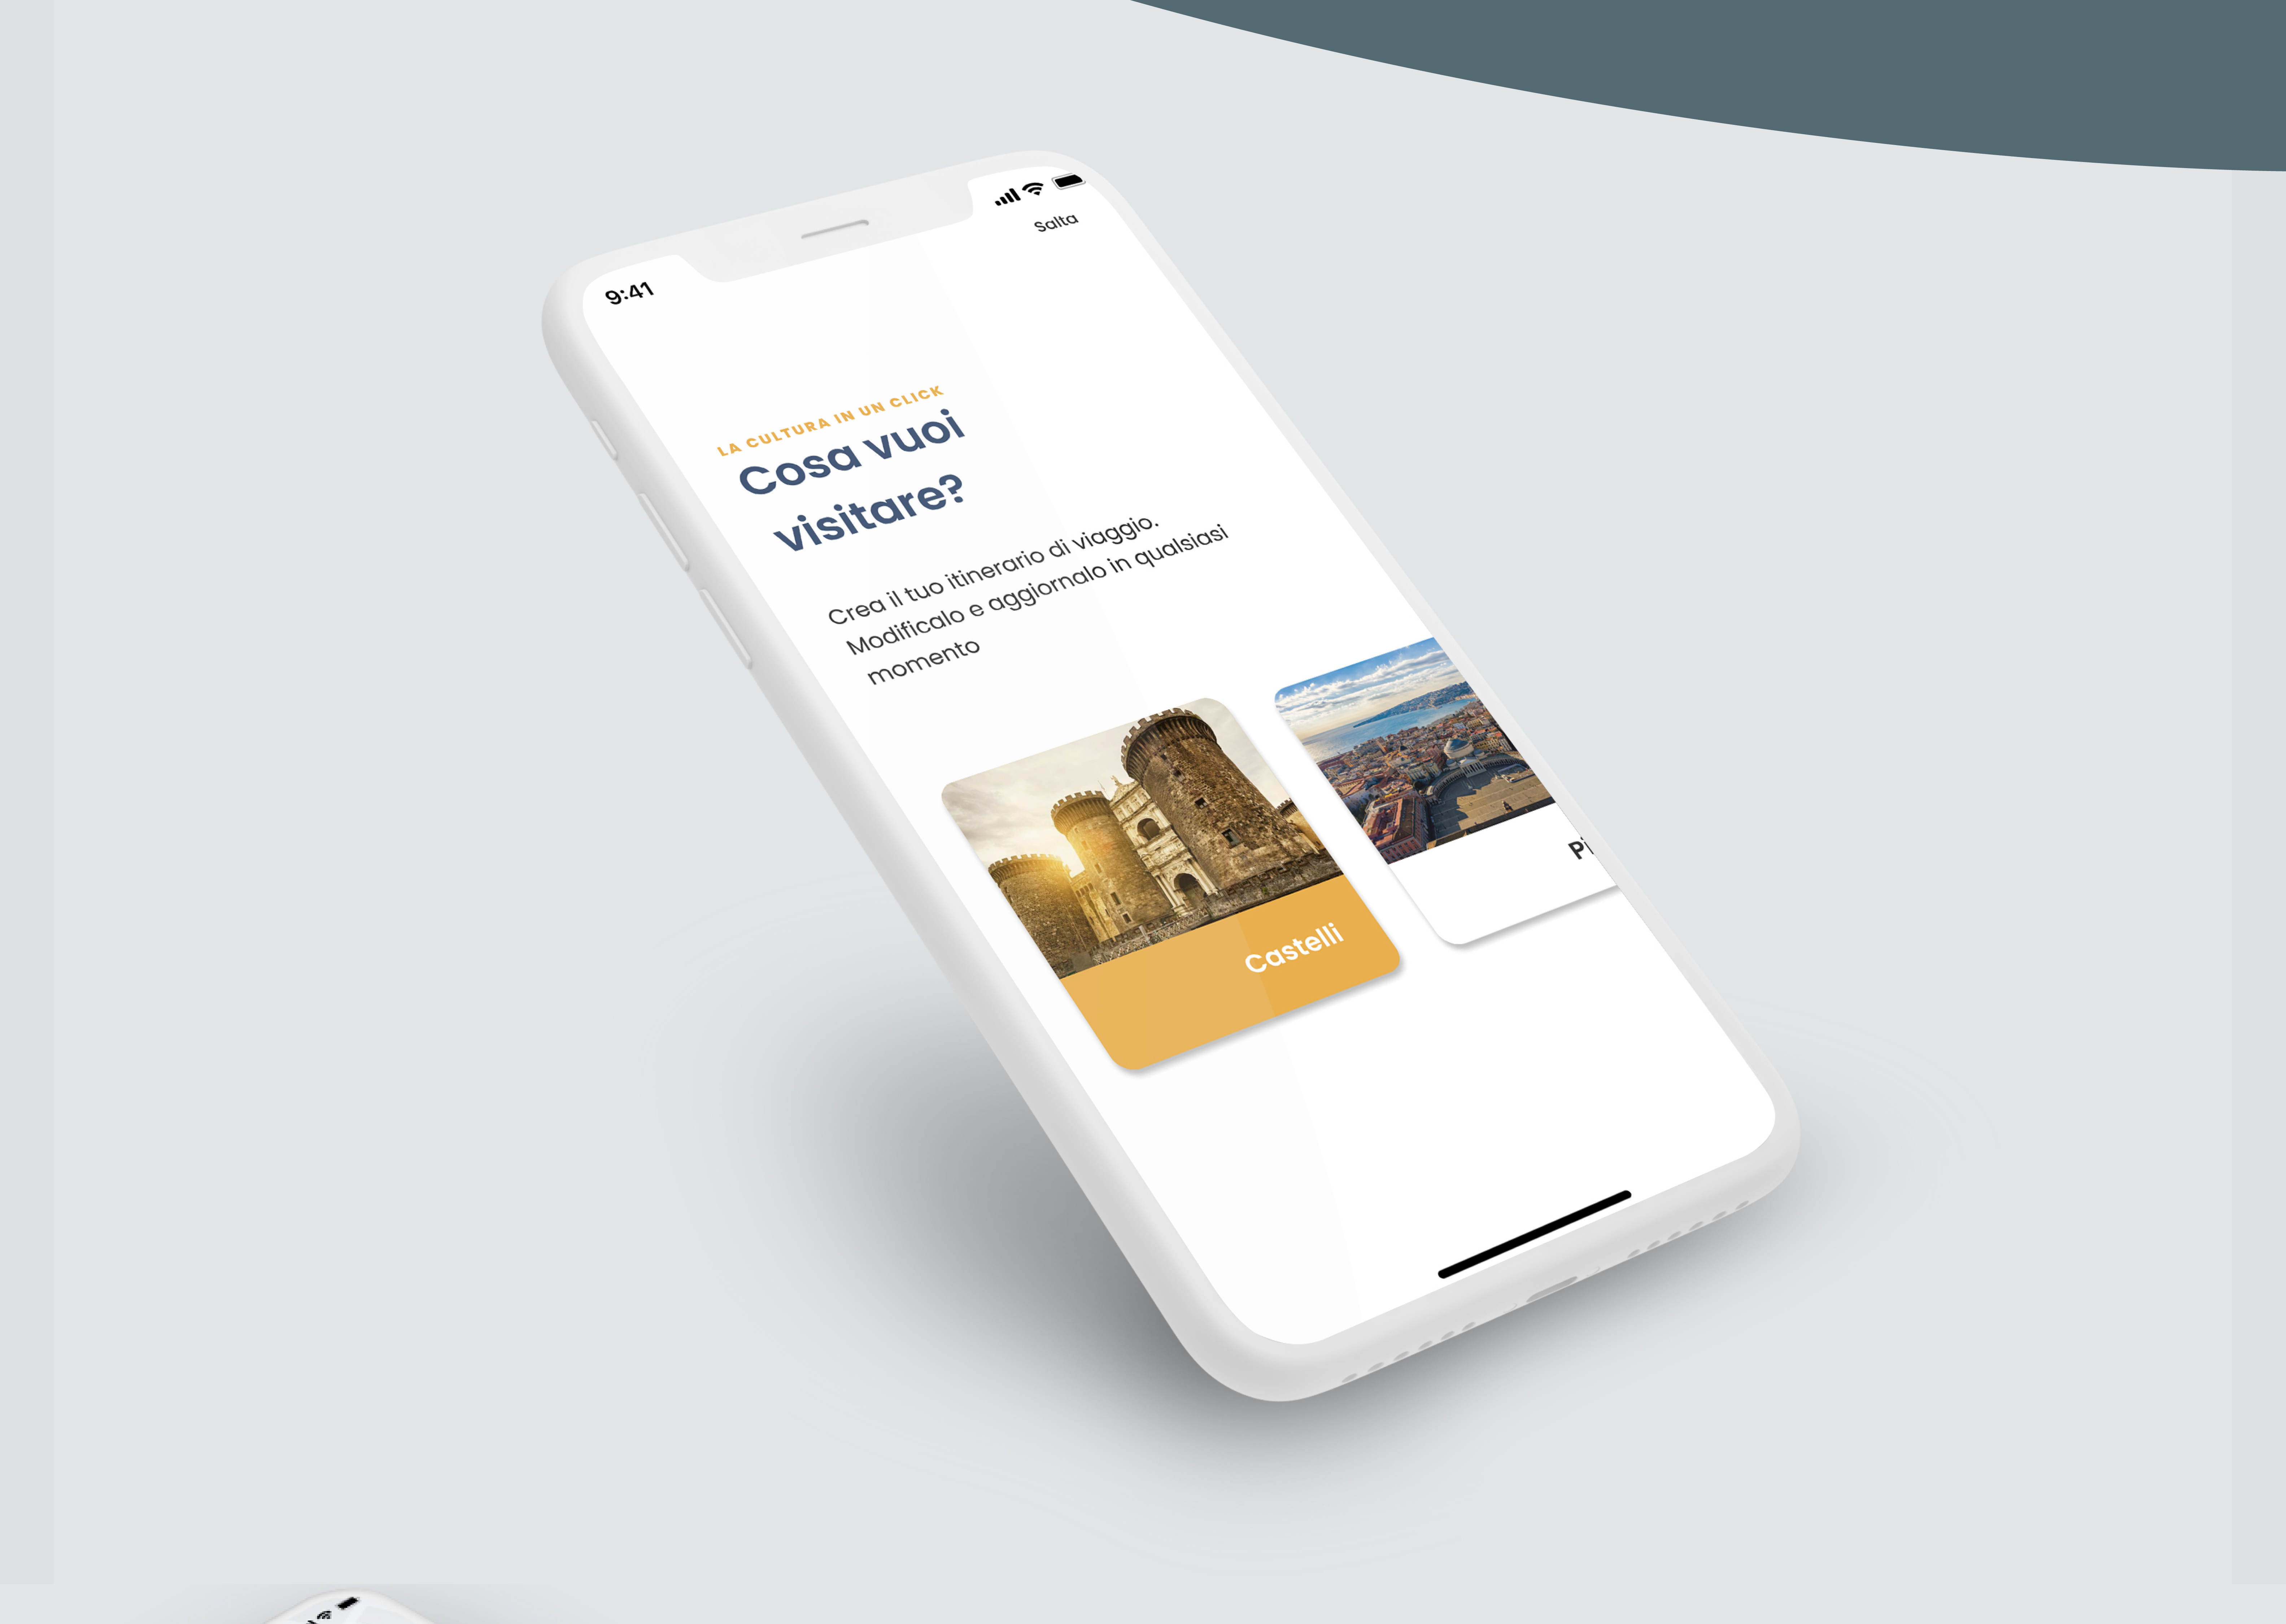 9:41
Salta
LA CULTURA IN UN CLICK
Cosa vuoi
visitare?
Crea il tuo itinerario di viaggio.
Modificalo e aggiornalo in qualsiasi
momento
Castelli